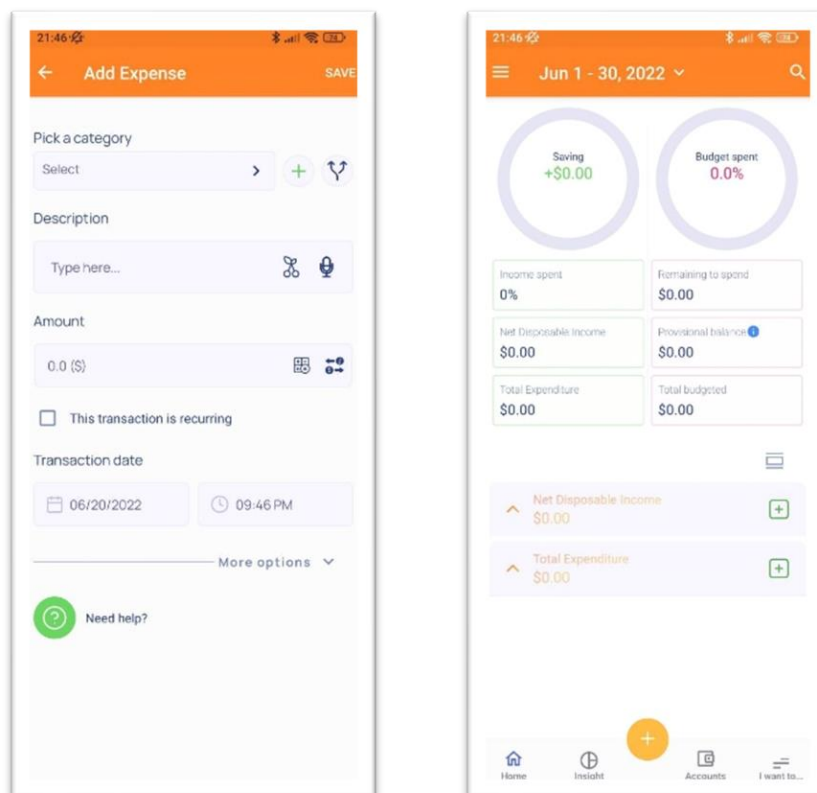 21:46
Add Expense
SAVE
Pick a category
Select
Description
Type here...
Amount
0.0 ($)
This transaction is recurring
Transaction date
06/20/2022
09:46 PM
More options
Need help?
21:46
Jun 1 - 30, 2022
Saving
+$0.00
Budget spent
0.0%
Income spent
0%
Remaining to spend
$0.00
Net Disposable Income
$0.00
Provisional balance
$0.00
Total Expenditure
$0.00
Total budgeted
$0.00
Net Disposable Income
$0.00
Total Expenditure
$0.00
Home
Insight
Accounts
I want to...